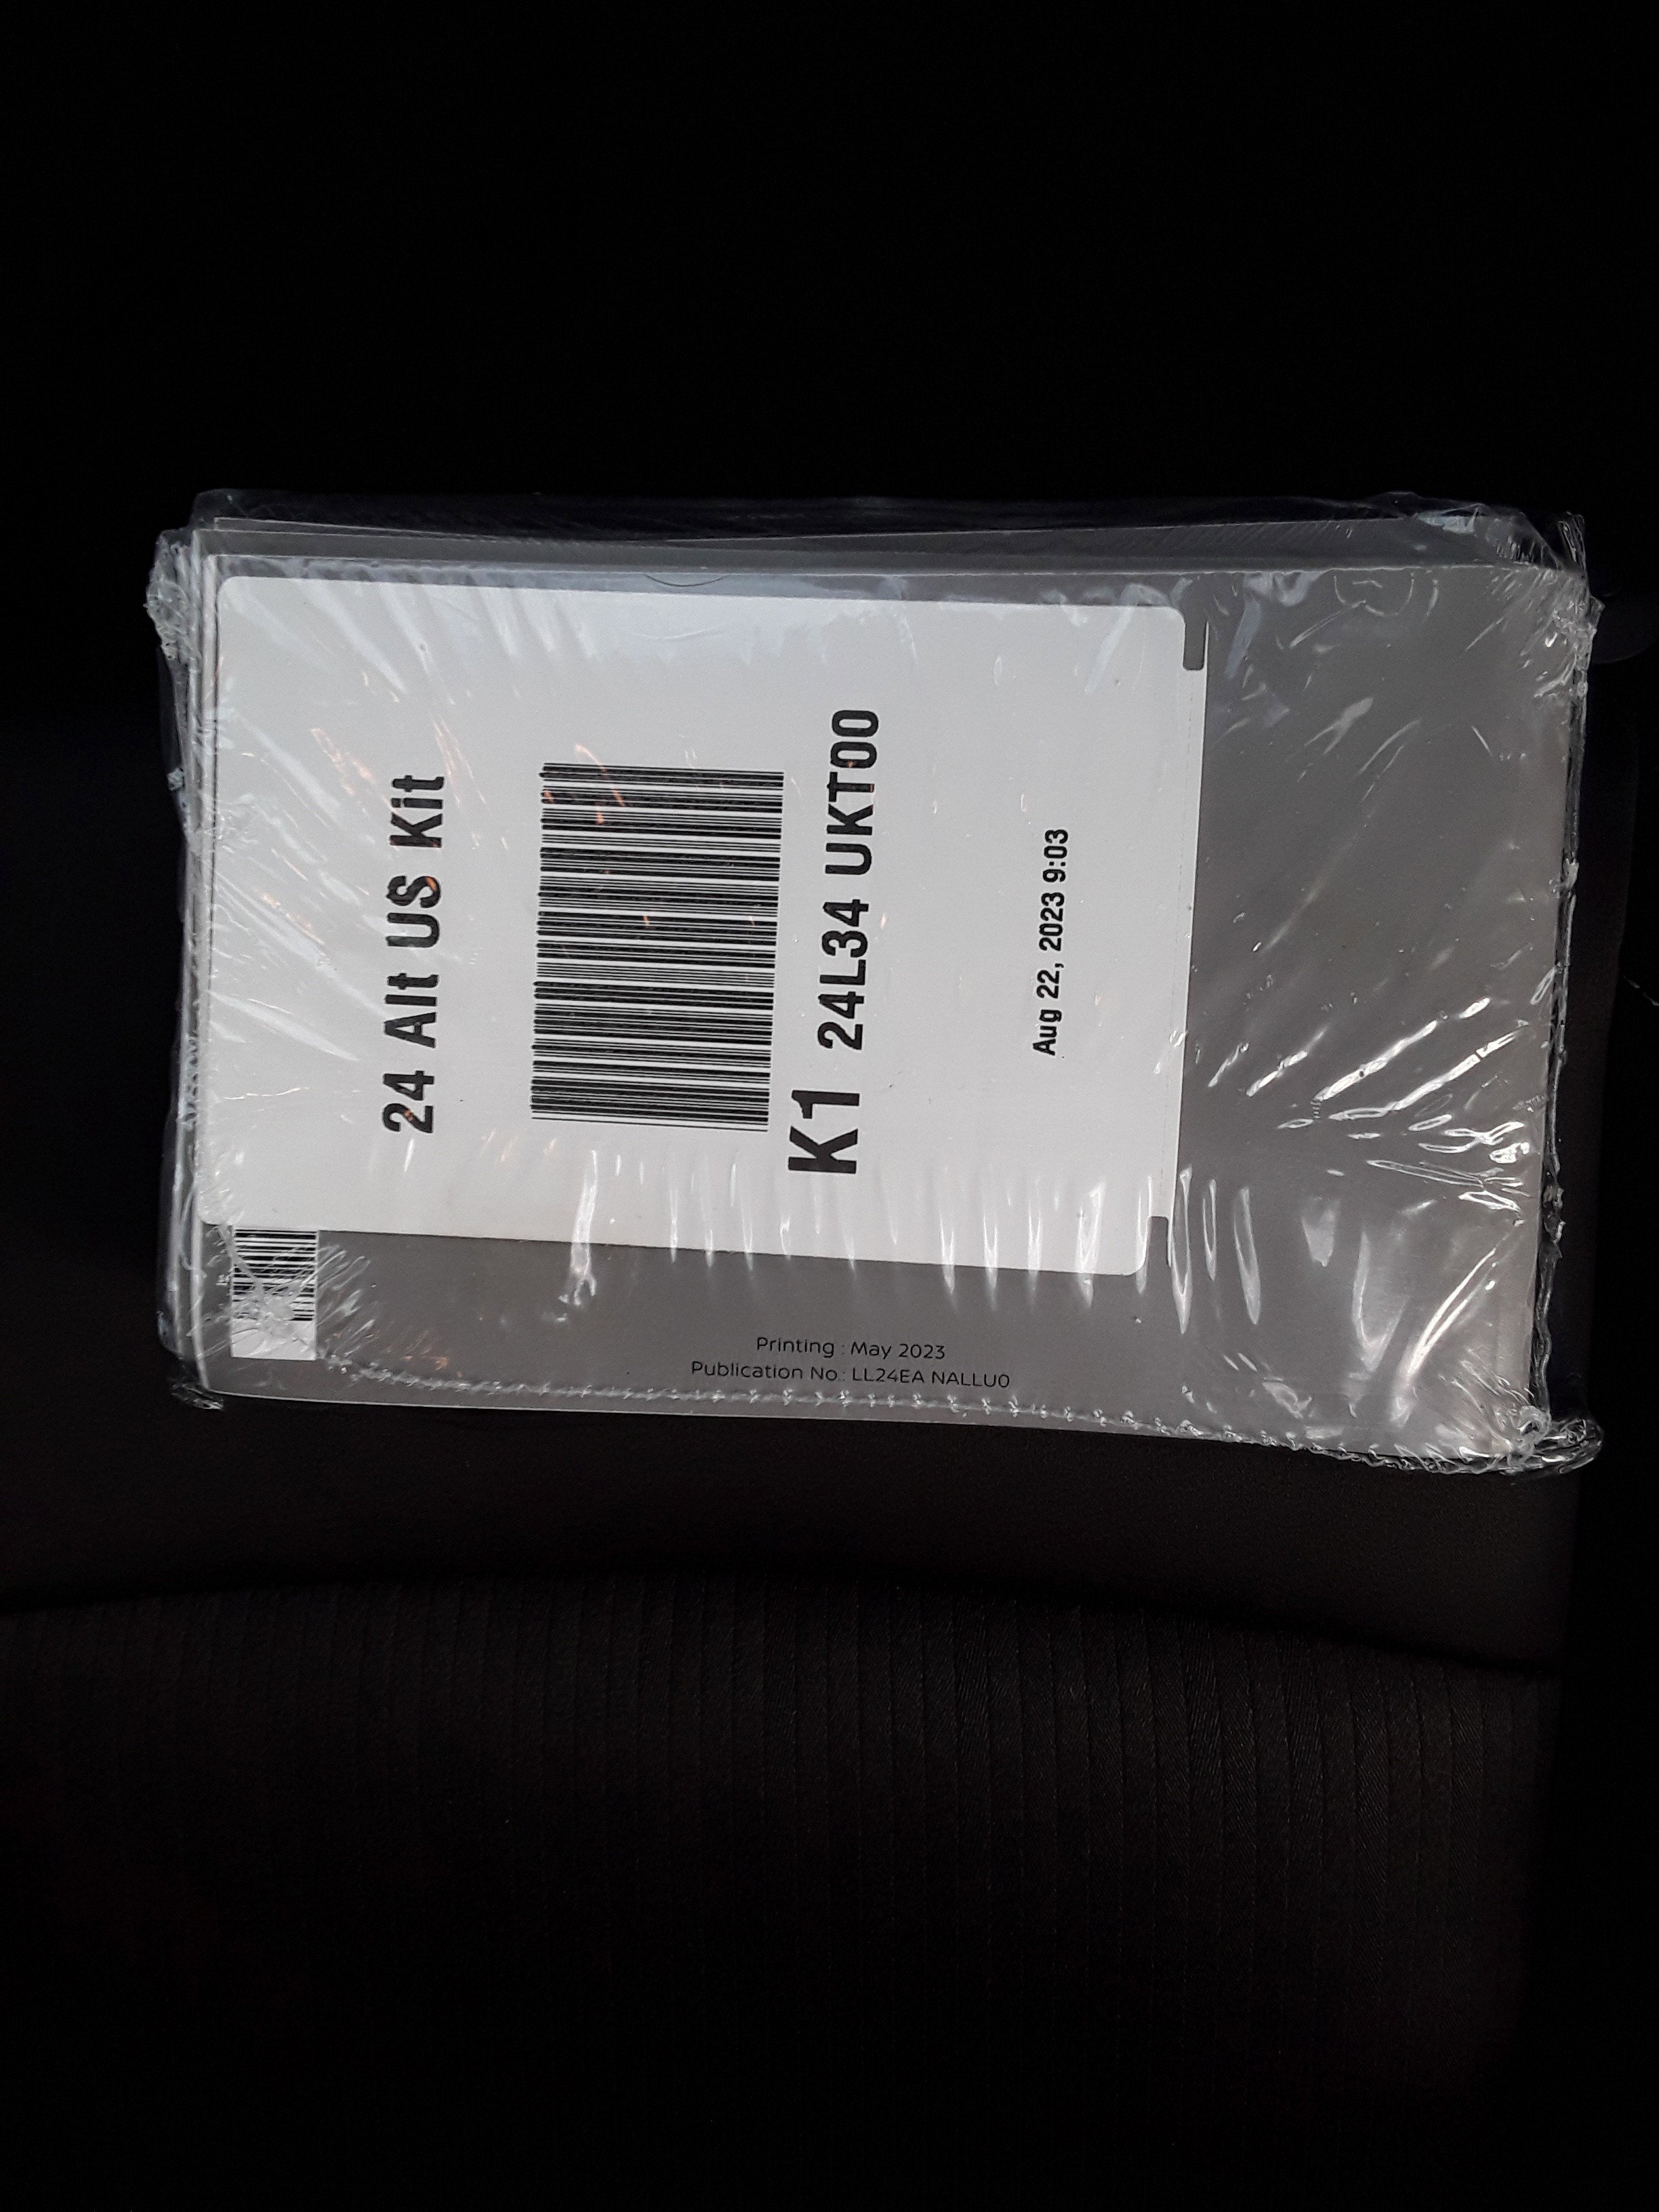 24 Alt US Kit
K1 24L34 UKT00
Aug 22, 2023 9:03
Printing : May 2023
Publication No.: LL24EA NALLU0